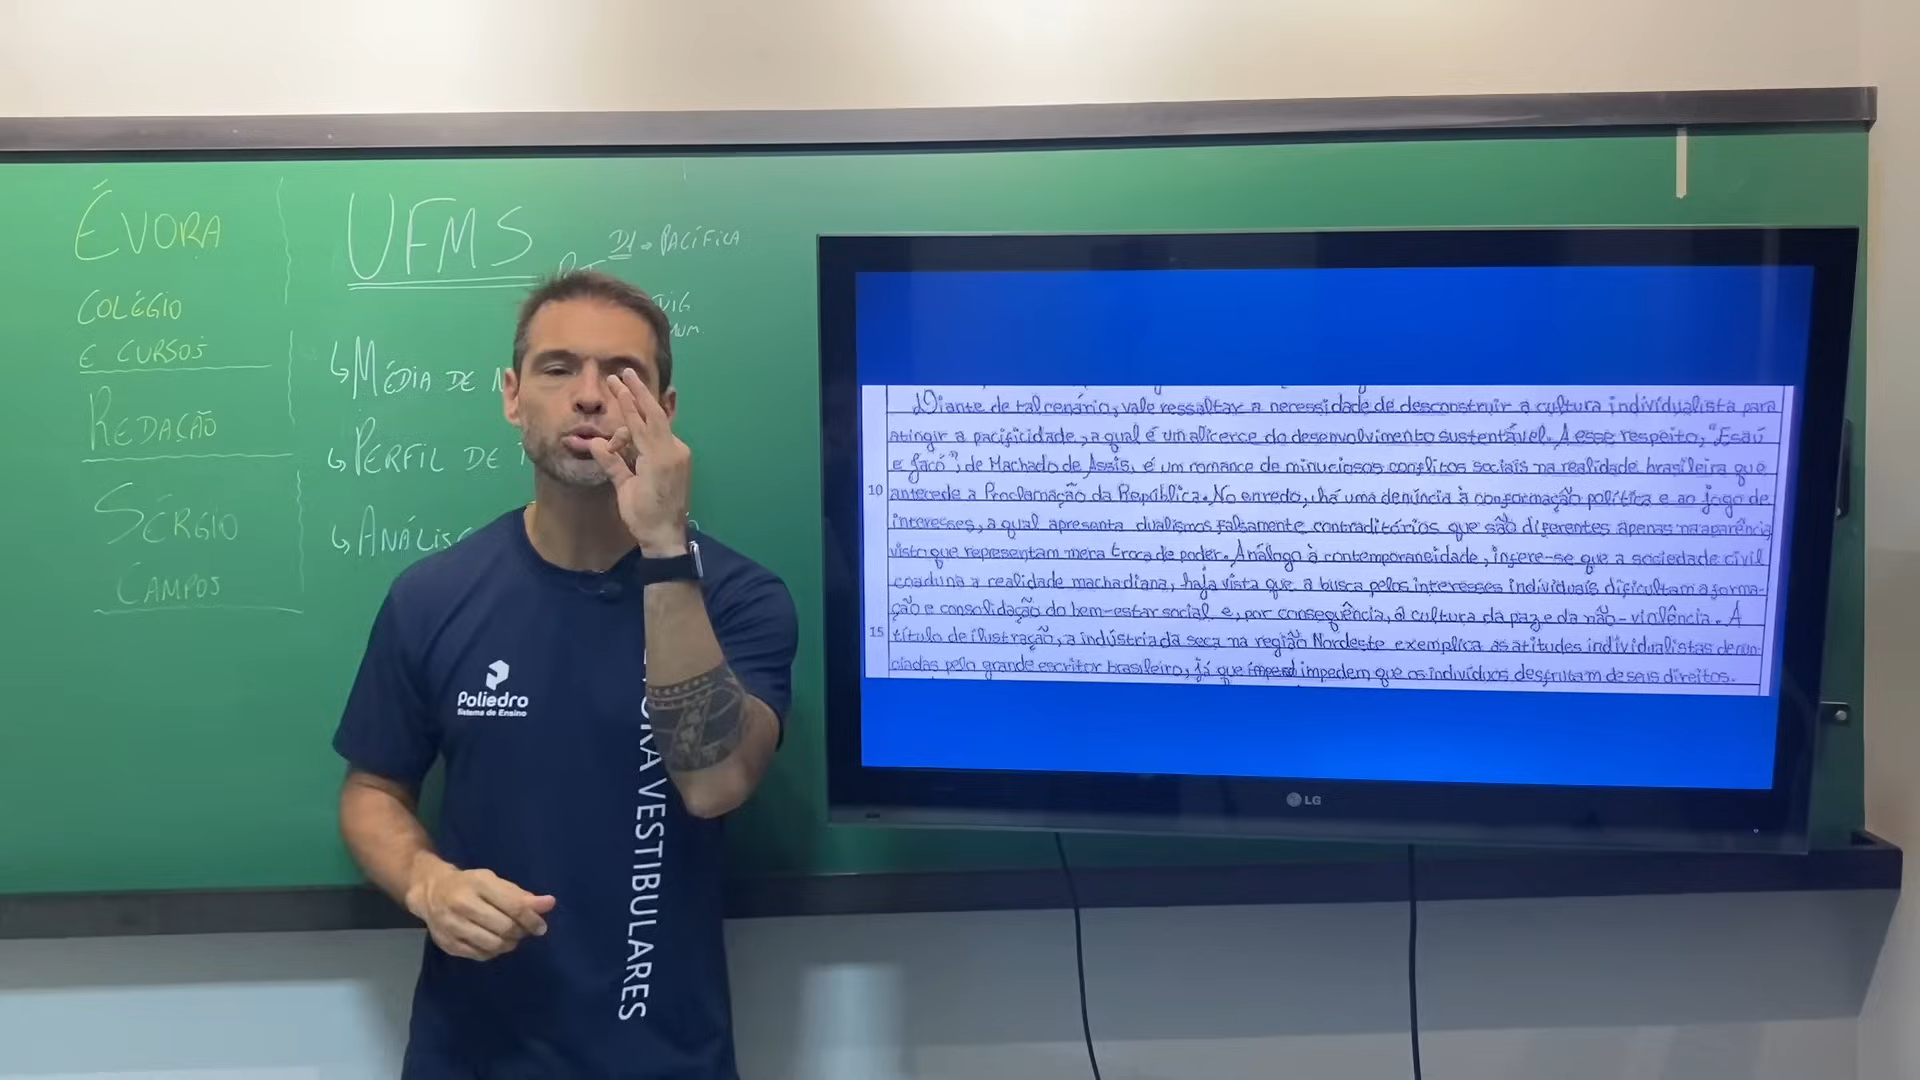 ÉVORA
COLÉGIO
E CURSOS
REDAÇÃO
SÉRGIO
CAMPOS
UFMS
D1 → PACÍFICA
↳ MÉDIA DE
↳ PERFIL DE
↳ ANÁLISE
Poliedro
Sistema de Ensino
VESTIBULARES
Diante de tal cenário, vale ressaltar a necessidade de desconstruir a cultura individualista para
atingir a pacificidade, a qual é um alicerce do desenvolvimento sustentável. A esse respeito, "Esaú
e Jacó", de Machado de Assis, é um romance de minuciosos conflitos sociais na realidade brasileira que
10 antecede a Proclamação da República. No enredo, há uma denúncia à conformação política e ao jogo de
interesses, a qual apresenta dualismos falsamente contraditórios que são diferentes apenas na aparência,
visto que representam mera troca de poder. Análogo à contemporaneidade, infere-se que a sociedade civil
coaduna a realidade machadiana, haja vista que a busca pelos interesses individuais dificultam a forma-
ção e consolidação do bem-estar social e, por consequência, a cultura da paz e da não-violência. A
15 título de ilustração, a indústria da seca na região Nordeste exemplica as atitudes individualistas denun-
ciadas pelo grande escritor brasileiro, já que impedem que os indivíduos desfrutam de seus direitos.
LG